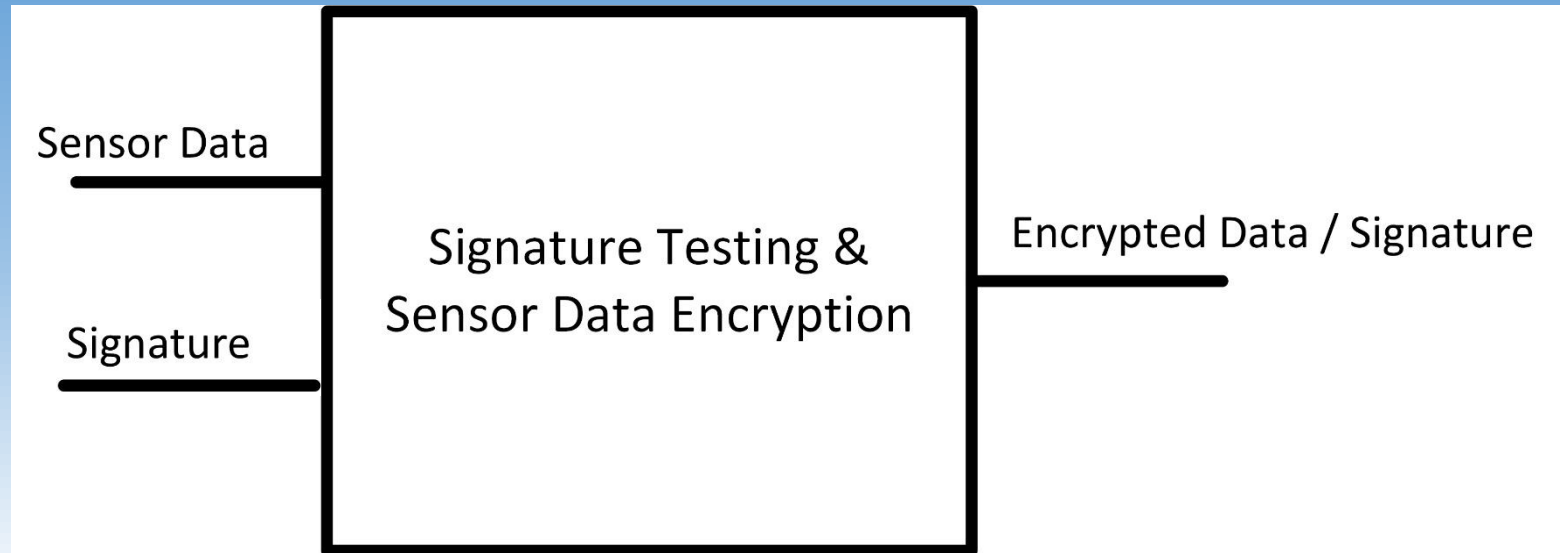 Sensor Data
Signature Testing &
Sensor Data Encryption
Encrypted Data / Signature
Signature